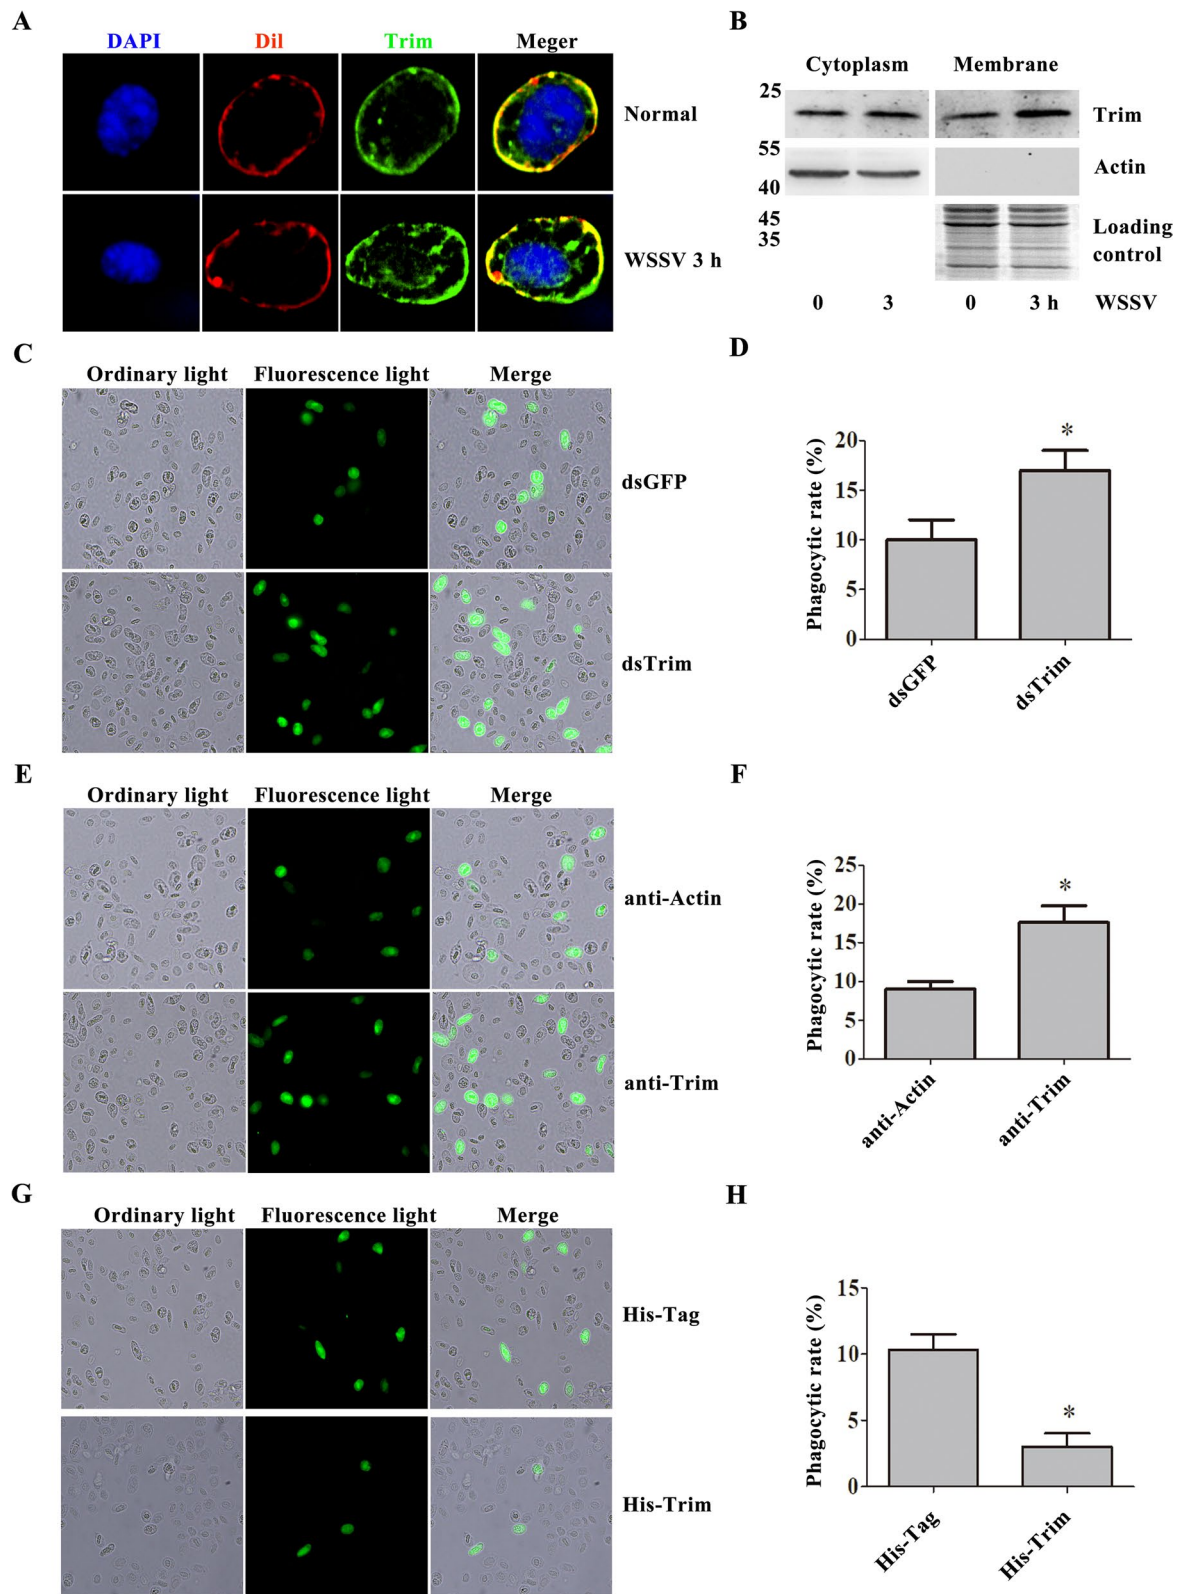 A
DAPI Dil Trim Meger
Normal
WSSV 3 h
B
Cytoplasm Membrane
25
Trim
55
Actin
40
45
35
Loading
control
0 3 0 3 h WSSV
C
Ordinary light Fluorescence light Merge
dsGFP
dsTrim
D
Phagocytic rate (%)
20
15
10
5
0
*
dsGFP
dsTrim
E
Ordinary light Fluorescence light Merge
anti-Actin
anti-Trim
F
Phagocytic rate (%)
25
20
15
10
5
0
*
anti-Actin
anti-Trim
G
Ordinary light Fluorescence light Merge
His-Tag
His-Trim
H
Phagocytic rate (%)
15
10
5
0
*
His-Tag
His-Trim